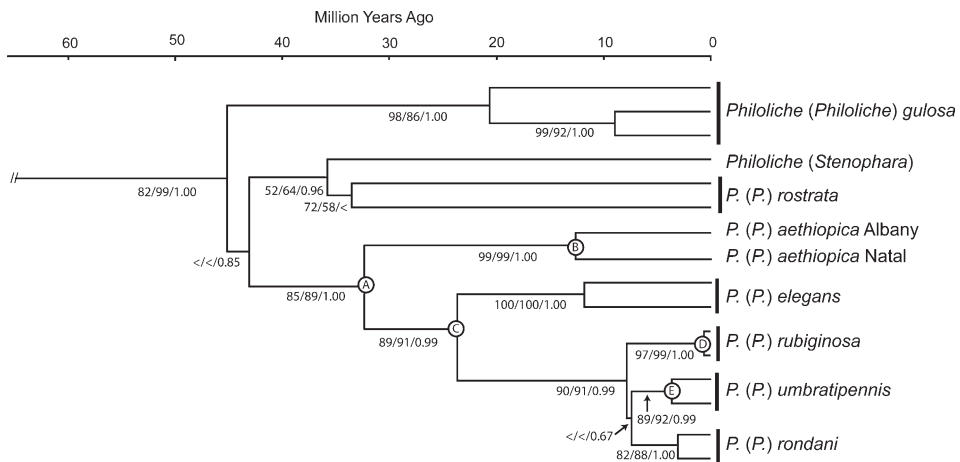 Million Years Ago
60 50 40 30 20 10 0
98/86/1.00
Philoliche (Philoliche) gulosa
99/92/1.00
Philoliche (Stenophara)
82/99/1.00
52/64/0.96
P. (P.) rostrata
72/58/<
P. (P.) aethiopica Albany
B
99/99/1.00
P. (P.) aethiopica Natal
</</0.85
A
85/89/1.00
P. (P.) elegans
100/100/1.00
C
89/91/0.99
D
P. (P.) rubiginosa
97/99/1.00
90/91/0.99
E
P. (P.) umbratipennis
89/92/0.99
</</0.67
P. (P.) rondani
82/88/1.00